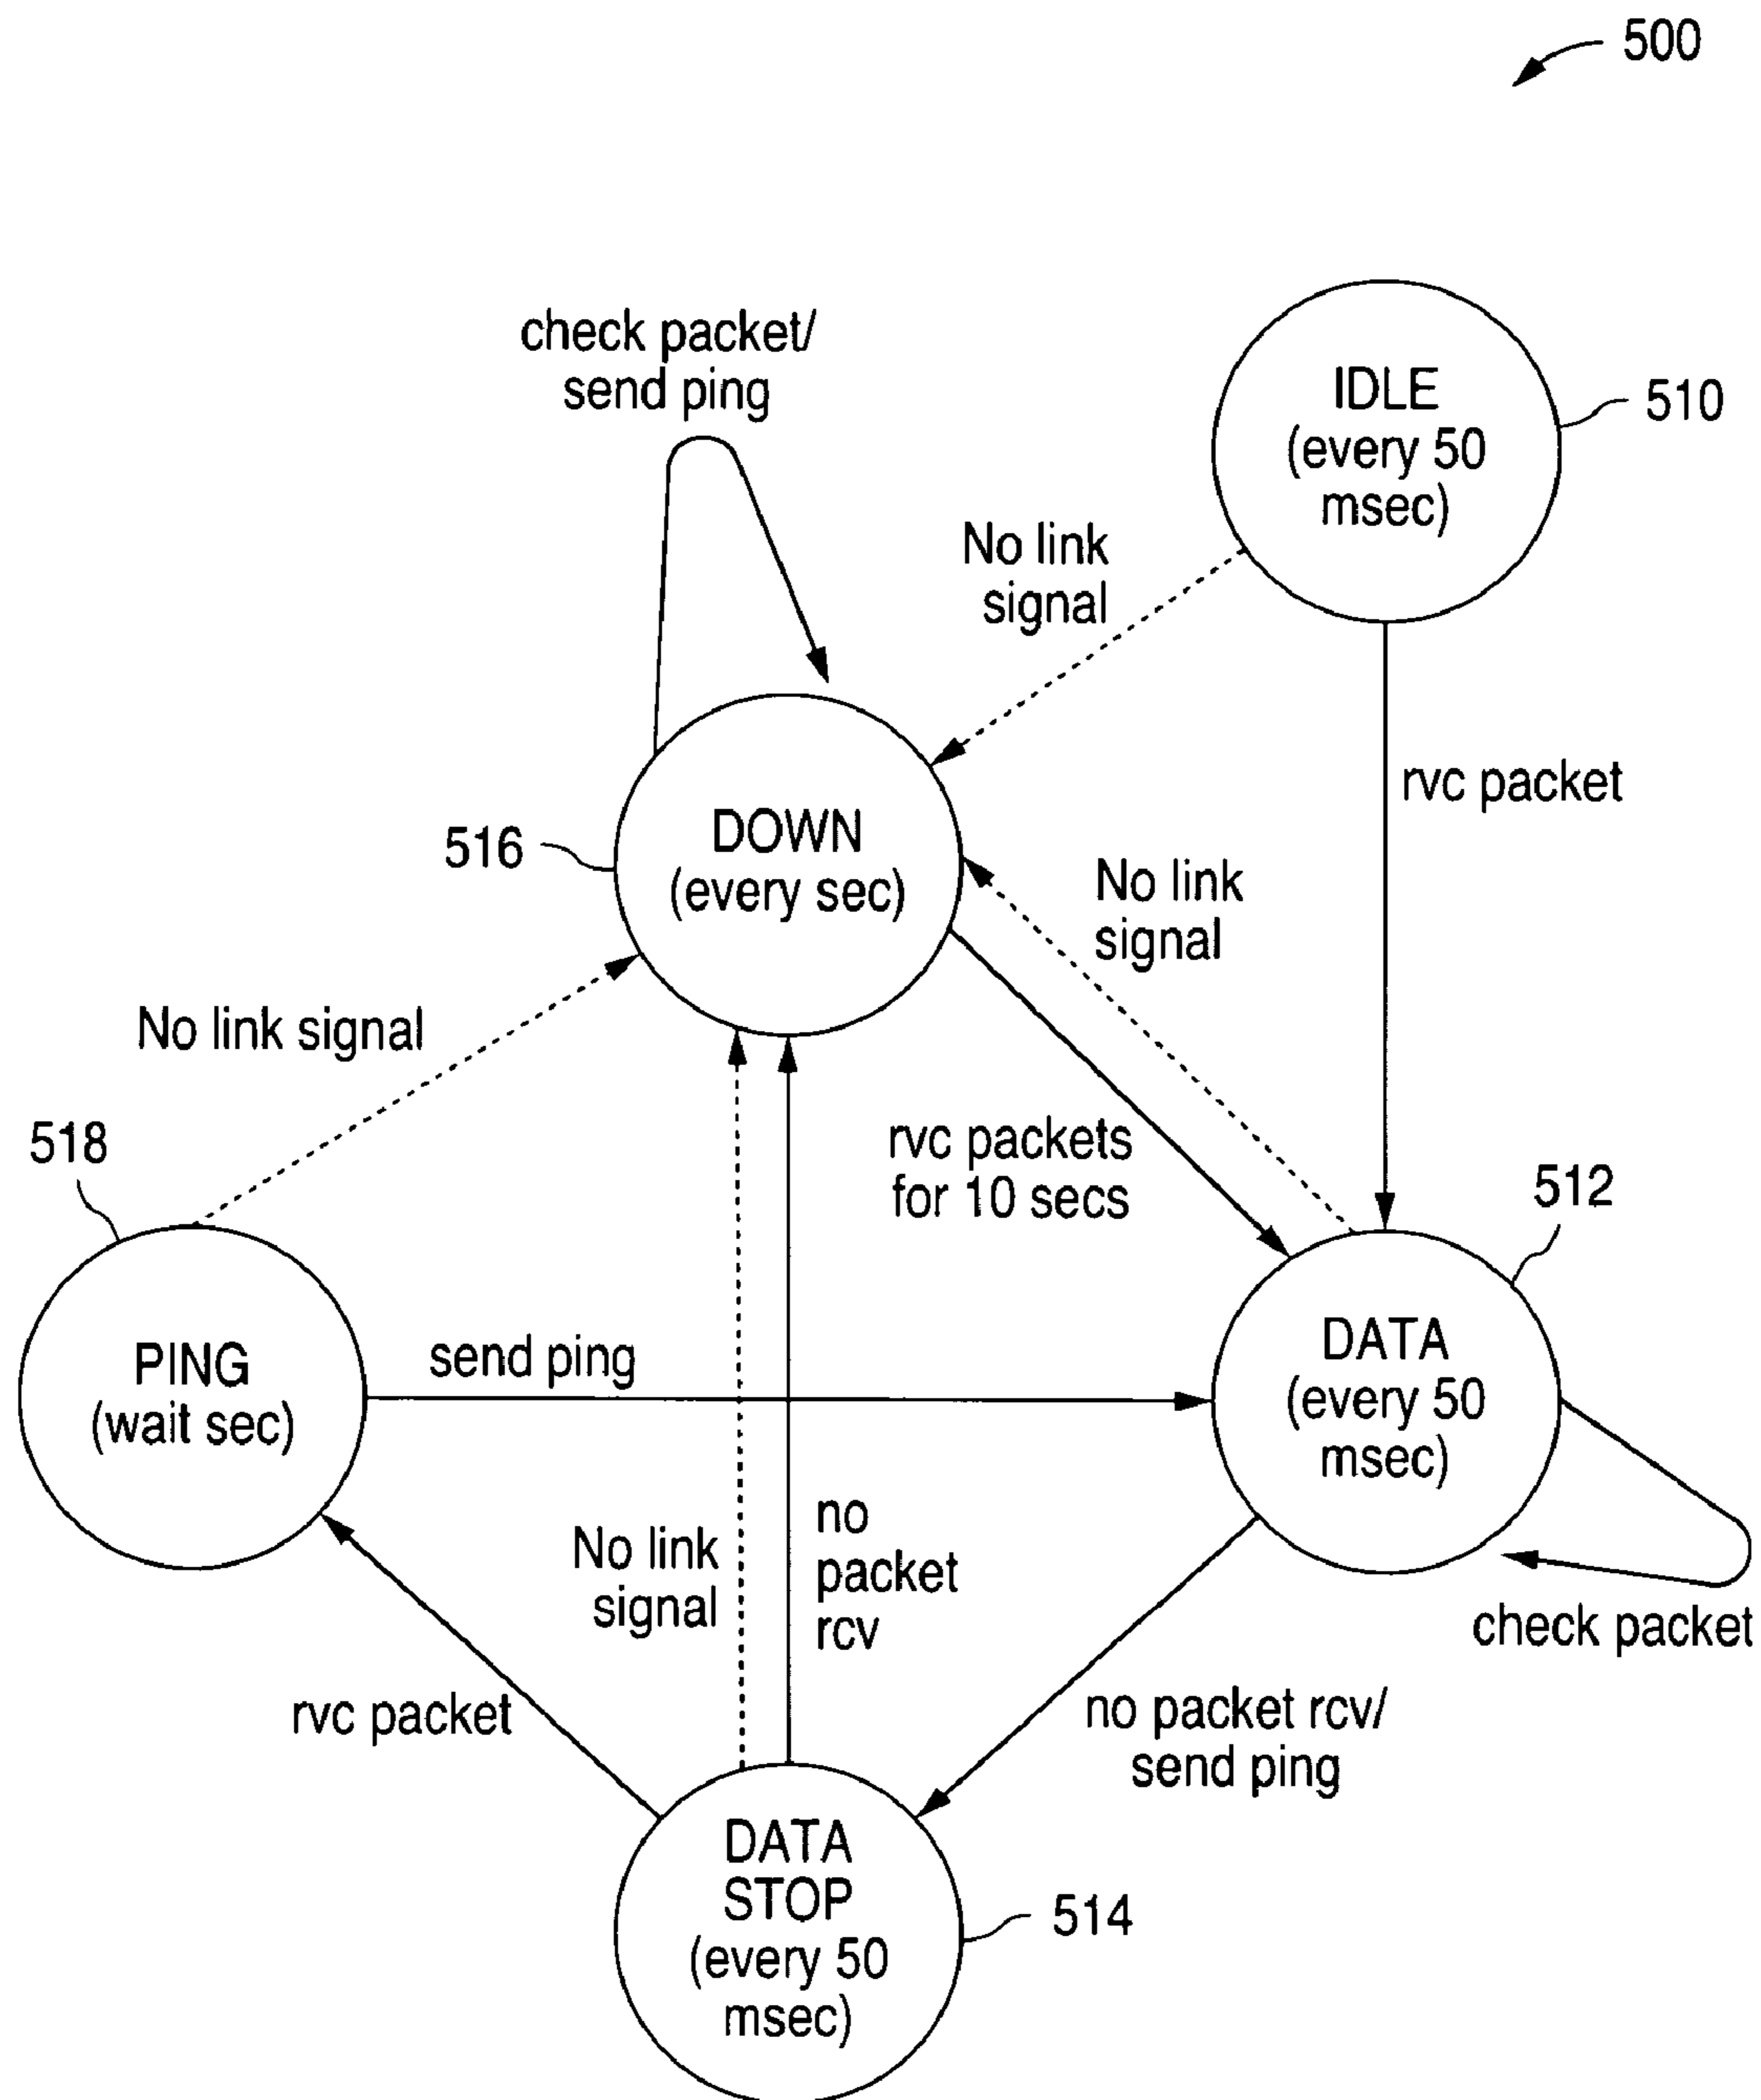 500
check packet/
send ping
IDLE
(every 50
msec)
510
No link
signal
rvc packet
DOWN
(every sec)
516
No link
signal
No link signal
rvc packets
for 10 secs
518
512
PING
(wait sec)
send ping
DATA
(every 50
msec)
No link
signal
no
packet
rcv
check packet
rvc packet
no packet rcv/
send ping
DATA
STOP
(every 50
msec)
514